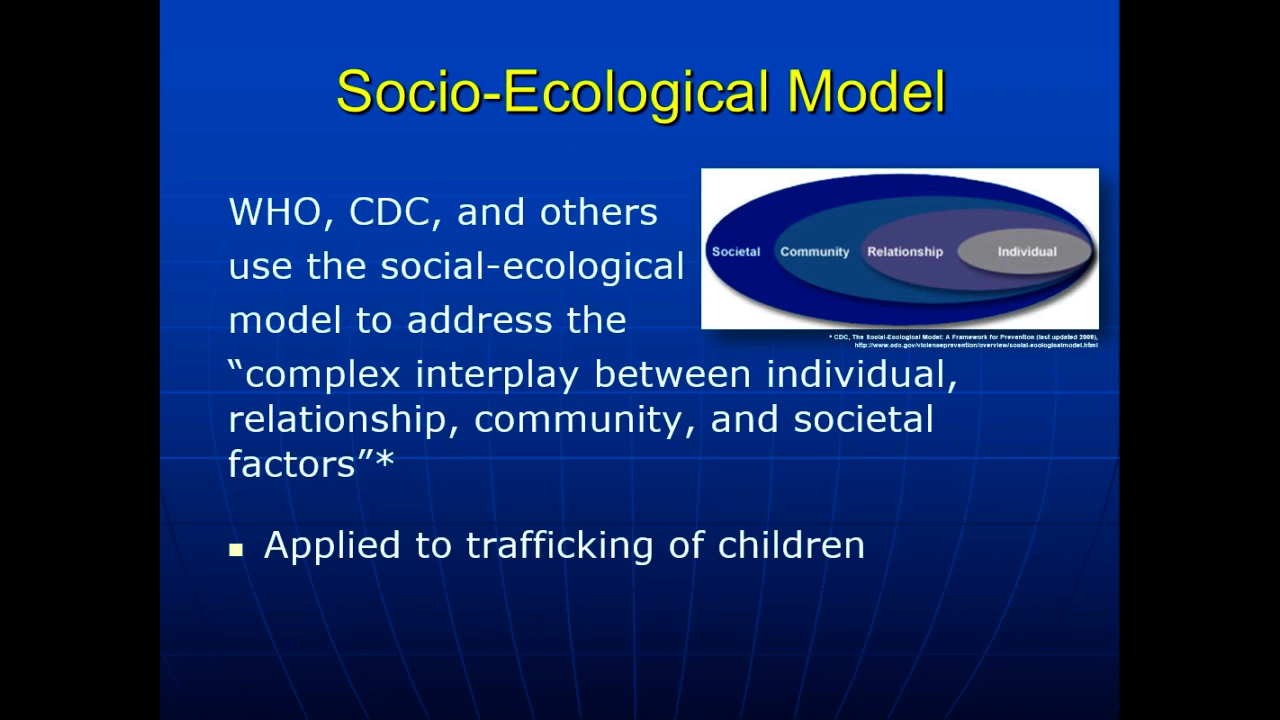 Socio-Ecological Model
WHO, CDC, and others
use the social-ecological
model to address the
“complex interplay between individual,
relationship, community, and societal
factors”*
Societal Community Relationship Individual
* CDC, The Social-Ecological Model: A Framework for Prevention (last updated 2009),
http://www.cdc.gov/violenceprevention/overview/social-ecologicalmodel.html
■ Applied to trafficking of children